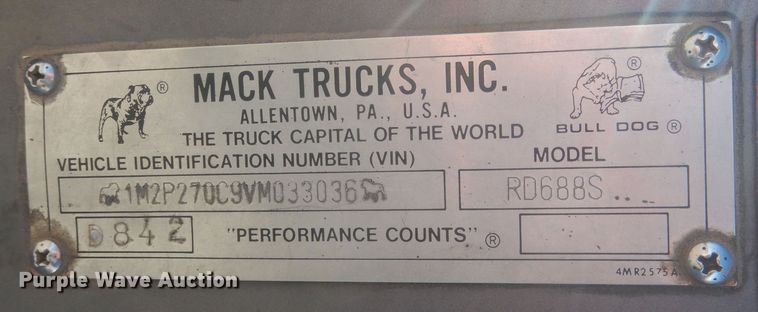 MACK TRUCKS, INC.
ALLENTOWN, PA., U.S.A.
THE TRUCK CAPITAL OF THE WORLD
BULL DOG ®
VEHICLE IDENTIFICATION NUMBER (VIN)
MODEL
1M2P270C9VM033036
RD688S
D842
"PERFORMANCE COUNTS" ®
4MR2575A
Purple Wave Auction